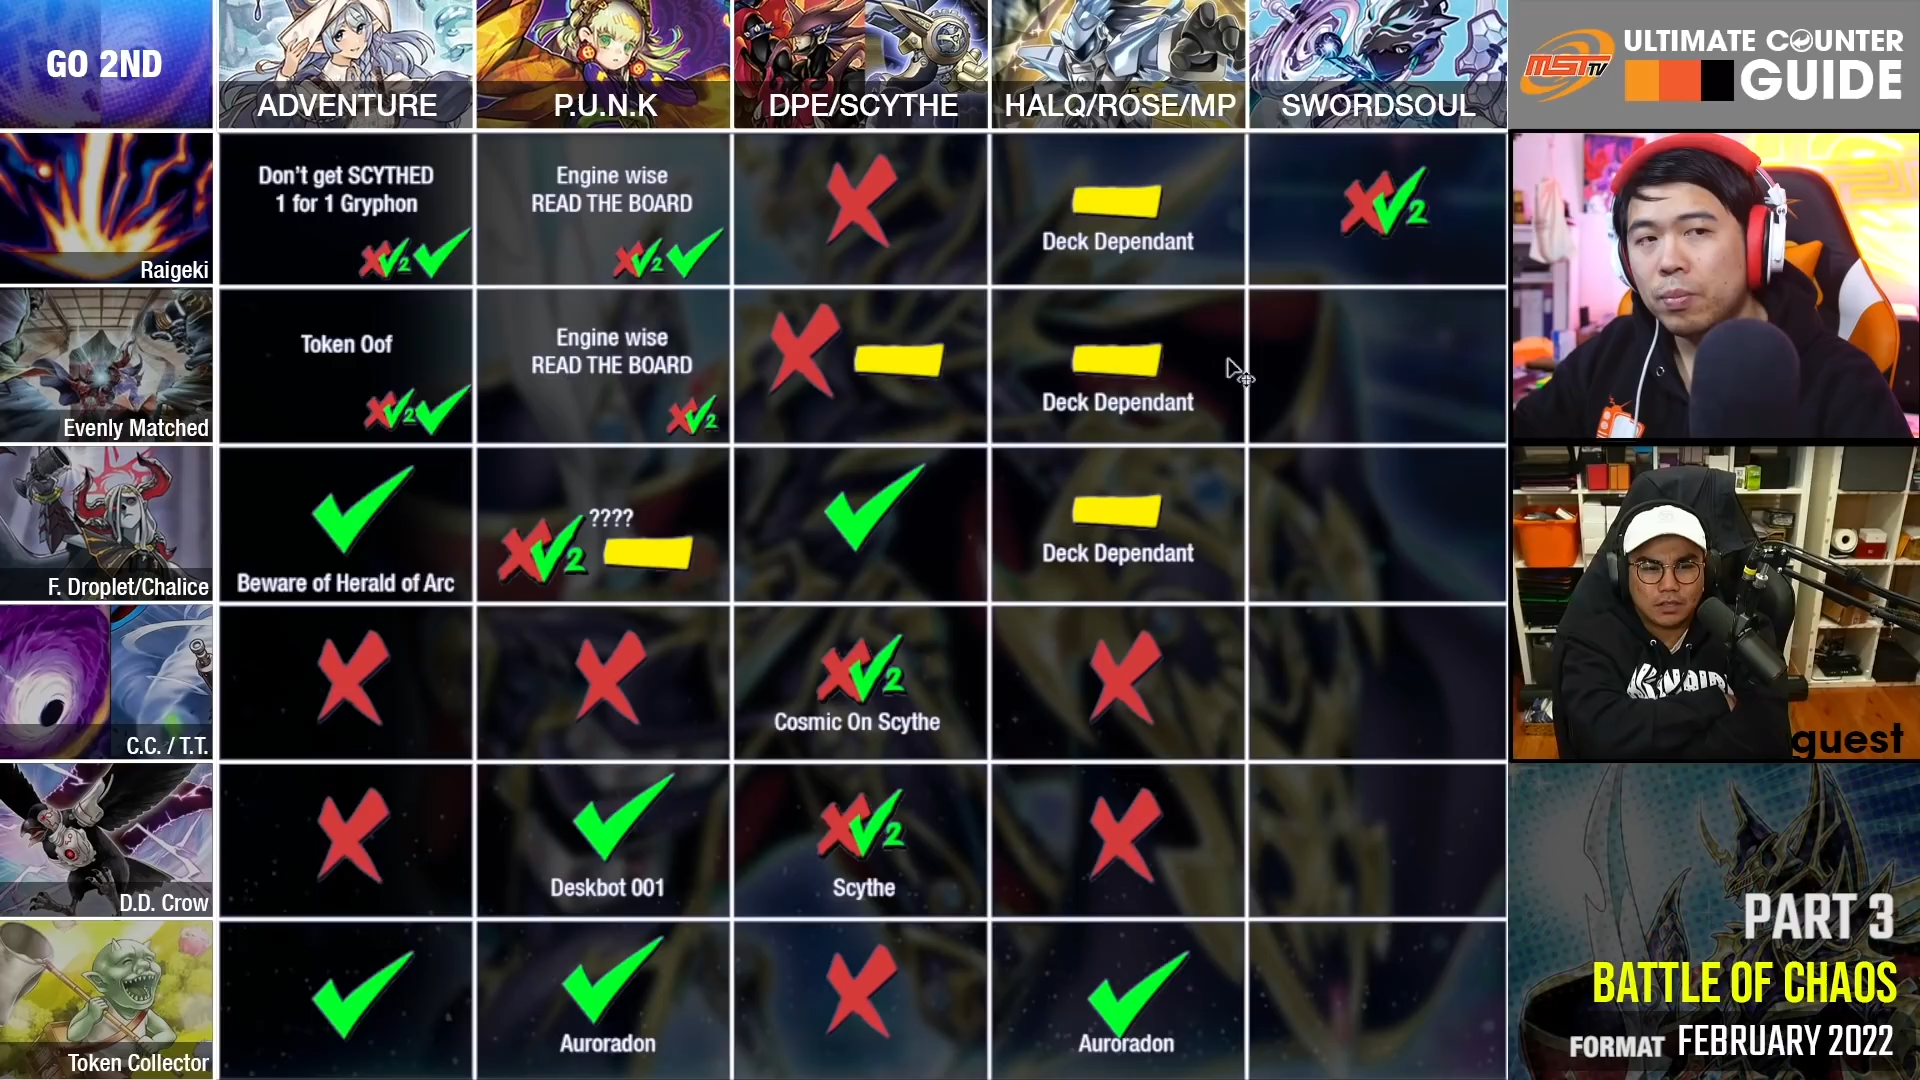 GO 2ND
ADVENTURE
P.U.N.K
DPE/SCYTHE
HALQ/ROSE/MP
SWORDSOUL
MSTTV
ULTIMATE COUNTER
GUIDE
Raigeki
Don't get SCYTHED
1 for 1 Gryphon
2
Engine wise
READ THE BOARD
2
Deck Dependant
2
Evenly Matched
Token Oof
2
Engine wise
READ THE BOARD
2
Deck Dependant
F. Droplet/Chalice
Beware of Herald of Arc
????
2
Deck Dependant
C.C. / T.T.
2
Cosmic On Scythe
D.D. Crow
Deskbot 001
2
Scythe
Token Collector
Auroradon
Auroradon
guest
PART 3
BATTLE OF CHAOS
FORMAT FEBRUARY 2022